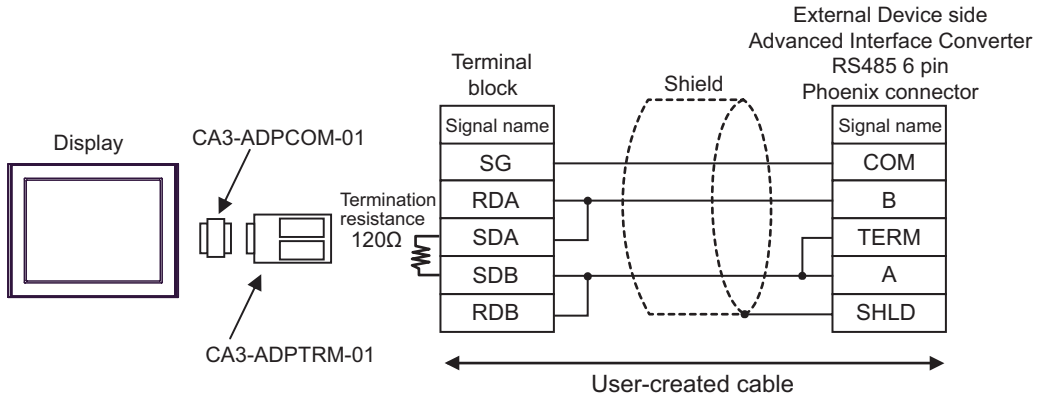 External Device side
Advanced Interface Converter
RS485 6 pin
Phoenix connector
Terminal
block
Shield
Display
CA3-ADPCOM-01
Signal name
Signal name
SG
COM
Termination
resistance
120Ω
RDA
B
SDA
TERM
SDB
A
RDB
SHLD
CA3-ADPTRM-01
User-created cable